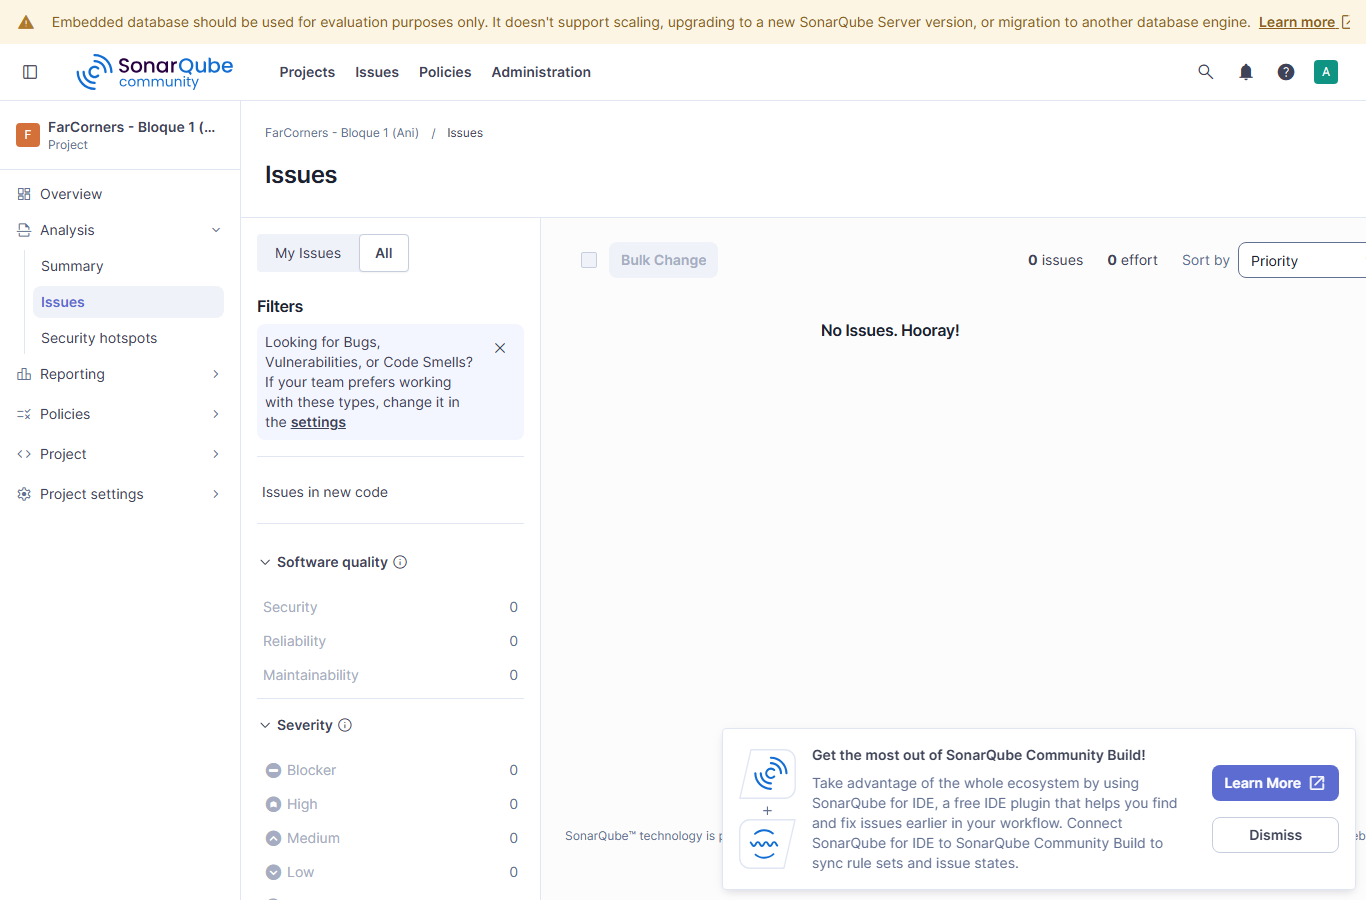 Embedded database should be used for evaluation purposes only. It doesn't support scaling, upgrading to a new SonarQube Server version, or migration to another database engine. Learn more
SonarQube community
Projects Issues Policies Administration
A
F
FarCorners - Bloque 1 (...
Project
Overview
Analysis
Summary
Issues
Security hotspots
Reporting
Policies
Project
Project settings
FarCorners - Bloque 1 (Ani) / Issues
Issues
My Issues All
Filters
Looking for Bugs,
Vulnerabilities, or Code Smells?
If your team prefers working
with these types, change it in
the settings
Issues in new code
Software quality
Security 0
Reliability 0
Maintainability 0
Severity
Blocker 0
High 0
Medium 0
Low 0
Bulk Change
0 issues 0 effort Sort by Priority
No Issues. Hooray!
SonarQube™ technology is
Get the most out of SonarQube Community Build!
Take advantage of the whole ecosystem by using
SonarQube for IDE, a free IDE plugin that helps you find
and fix issues earlier in your workflow. Connect
SonarQube for IDE to SonarQube Community Build to
sync rule sets and issue states.
Learn More
Dismiss